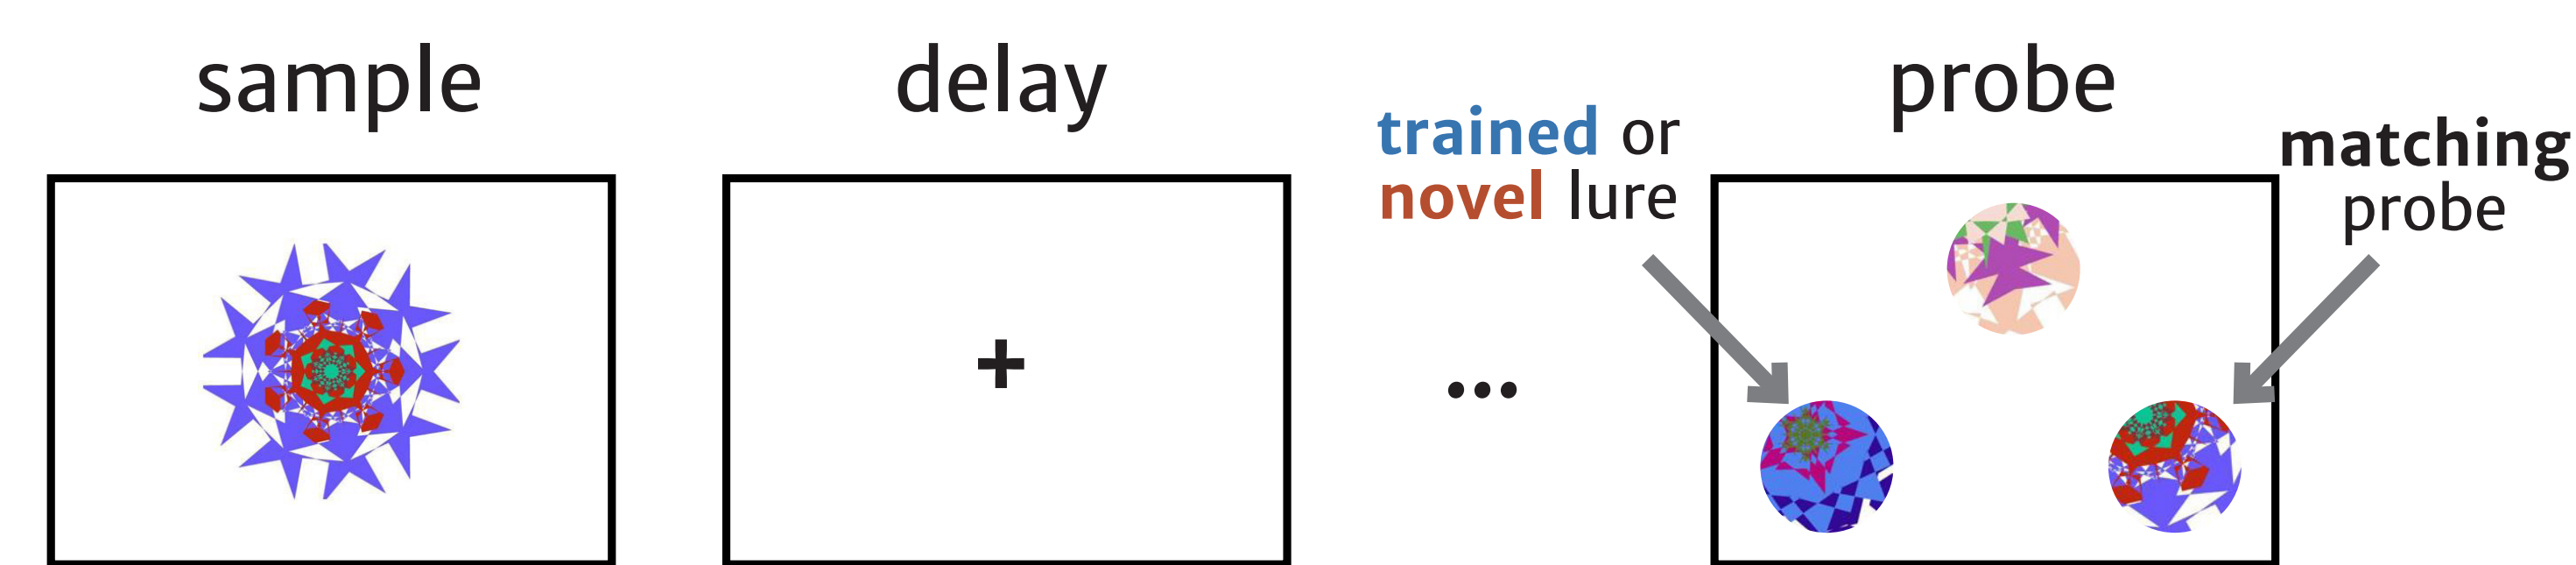 sample
delay
probe
trained or
novel lure
matching
probe
+
...